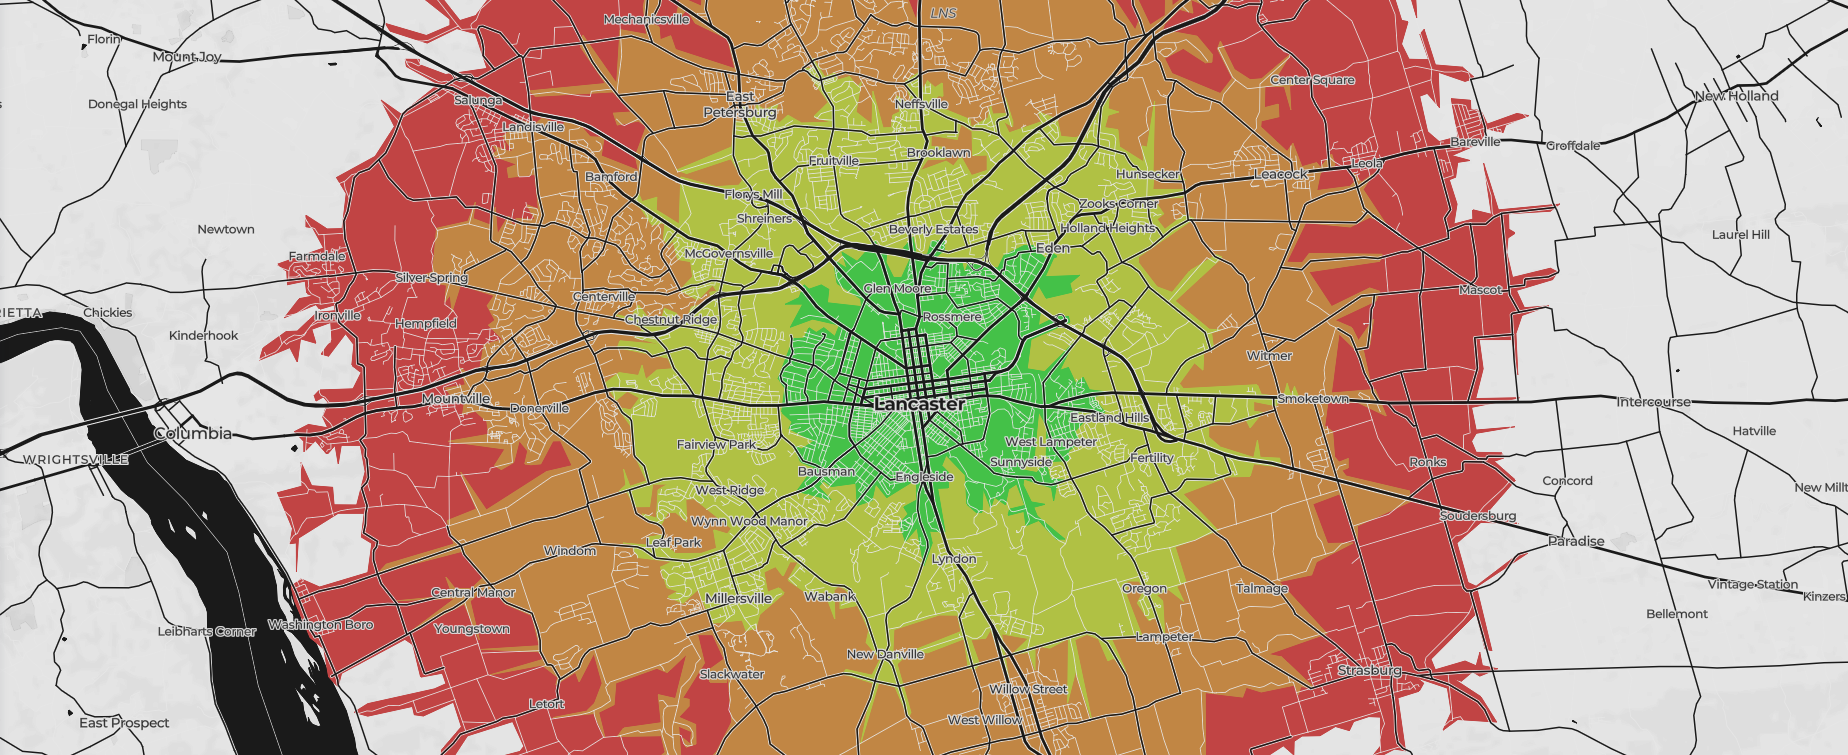 LNS
Mechanicsville
Florin
Mount Joy
Center Square
New Holland
Salunga
East
Petersburg
Donegal Heights
Neffsville
Landisville
Bareville
Groffdale
Fruitville
Brooklawn
Leola
Bamford
Hunsecker
Leacock
Florys Mill
Zooks Corner
Shreiners
Newtown
Beverly Estates
Holland Heights
Laurel Hill
Farmdale
McGovernsville
Eden
Silver Spring
Glen Moore
Mascot
Centerville
IETTA
Chickies
Ironville
Hempfield
Chestnut Ridge
Rossmere
Kinderhook
Witmer
Mountville
Donerville
Lancaster
Smoketown
Intercourse
Eastland Hills
Columbia
Fairview Park
West Lampeter
Hatville
WRIGHTSVILLE
Bausman
Engleside
Sunnyside
Fertility
Ronks
Concord
West Ridge
New Millt
Wynn Wood Manor
Soudersburg
Leaf Park
Paradise
Windom
Lyndon
Central Manor
Millersville
Wabank
Oregon
Talmage
Vintage Station
Kinzers
Bellemont
Leibharts Corner
Washington Boro
Youngstown
Lampeter
New Danville
Slackwater
Strasburg
Willow Street
Letort
East Prospect
West Willow